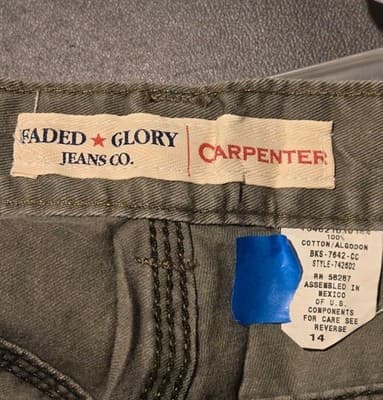 FADED ★ GLORY
JEANS CO.
CARPENTER
100%
COTTON/ALGODON
BKS-7642-CC
STYLE-742602
RN 58287
ASSEMBLED IN
MEXICO
OF U.S.
COMPONENTS
FOR CARE SEE
REVERSE
14